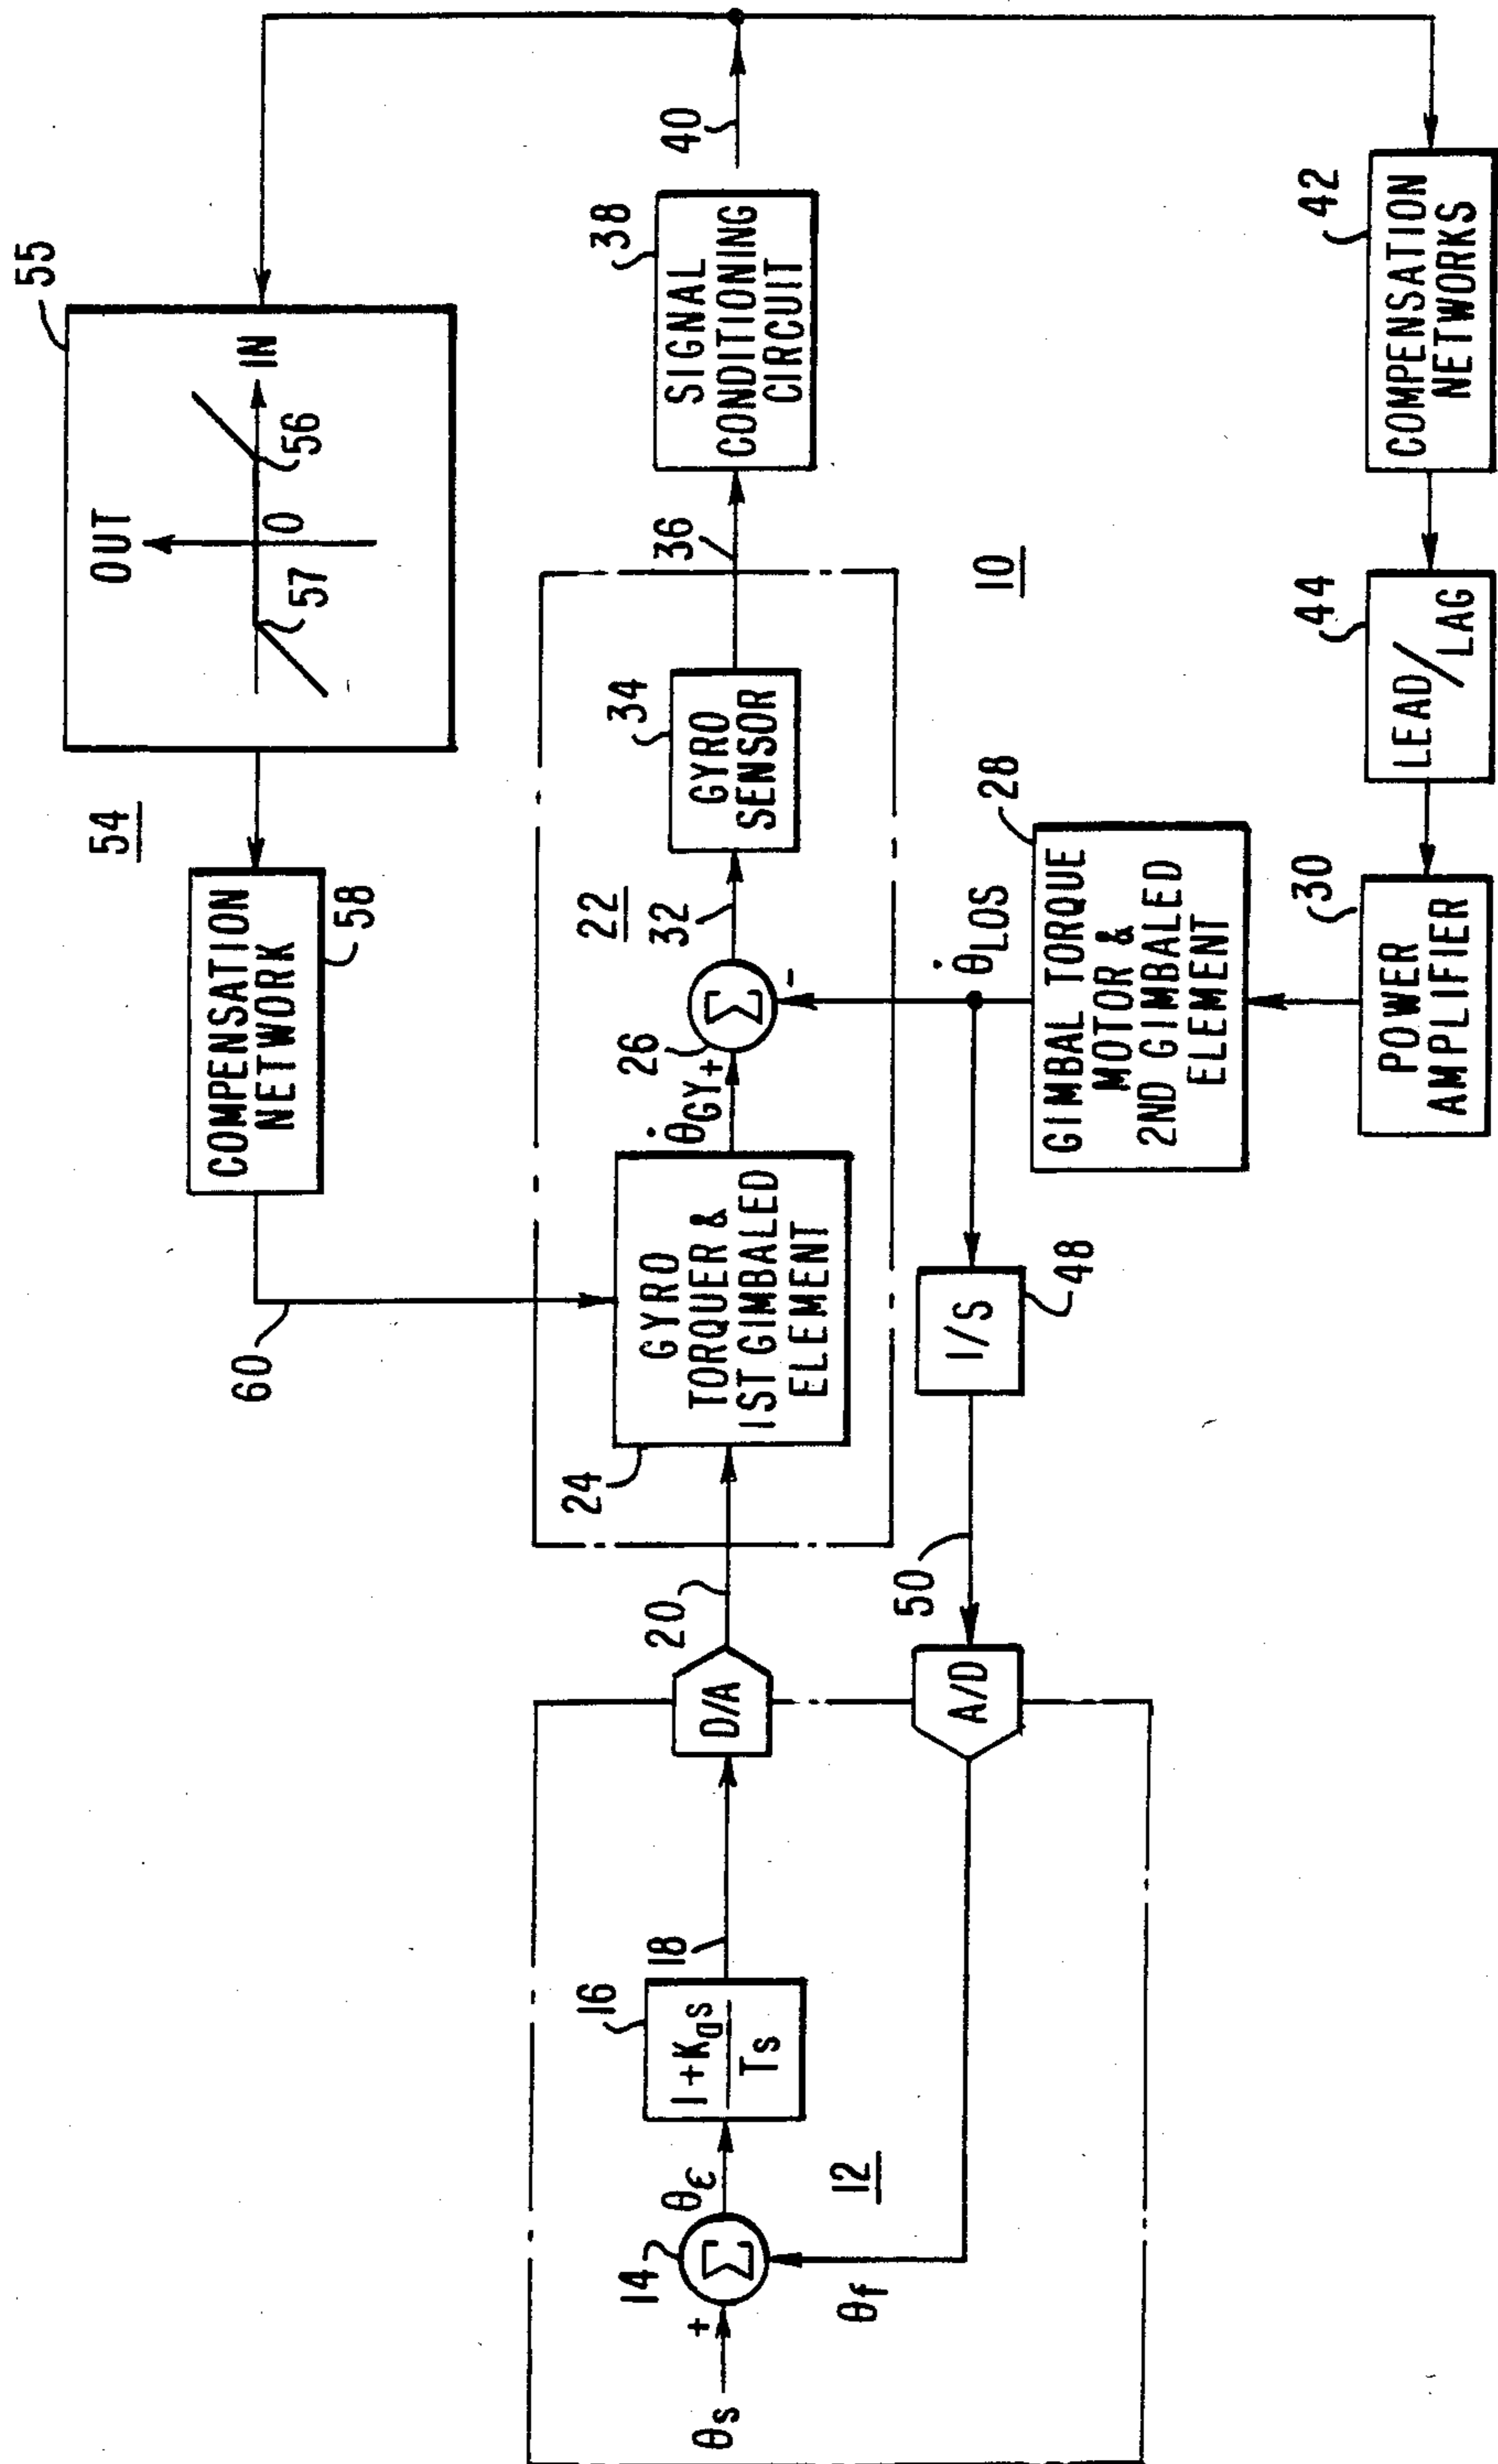 55
OUT
IN
0
56
57
54
COMPENSATION
NETWORK
58
60
38
SIGNAL
CONDITIONING
CIRCUIT
40
36
34
GYRO
SENSOR
22
32
26
Σ
-
θ̇GY+
GYRO
TORQUER &
1ST GIMBALED
ELEMENT
24
20
D/A
18
16
1+Kas
Ts
θε
14
Σ
+
θs
θf
12
A/D
50
1/S
48
θ̇LOS
10
28
GIMBAL TORQUE
MOTOR &
2ND GIMBALED
ELEMENT
30
POWER
AMPLIFIER
44
LEAD/LAG
42
COMPENSATION
NETWORKS